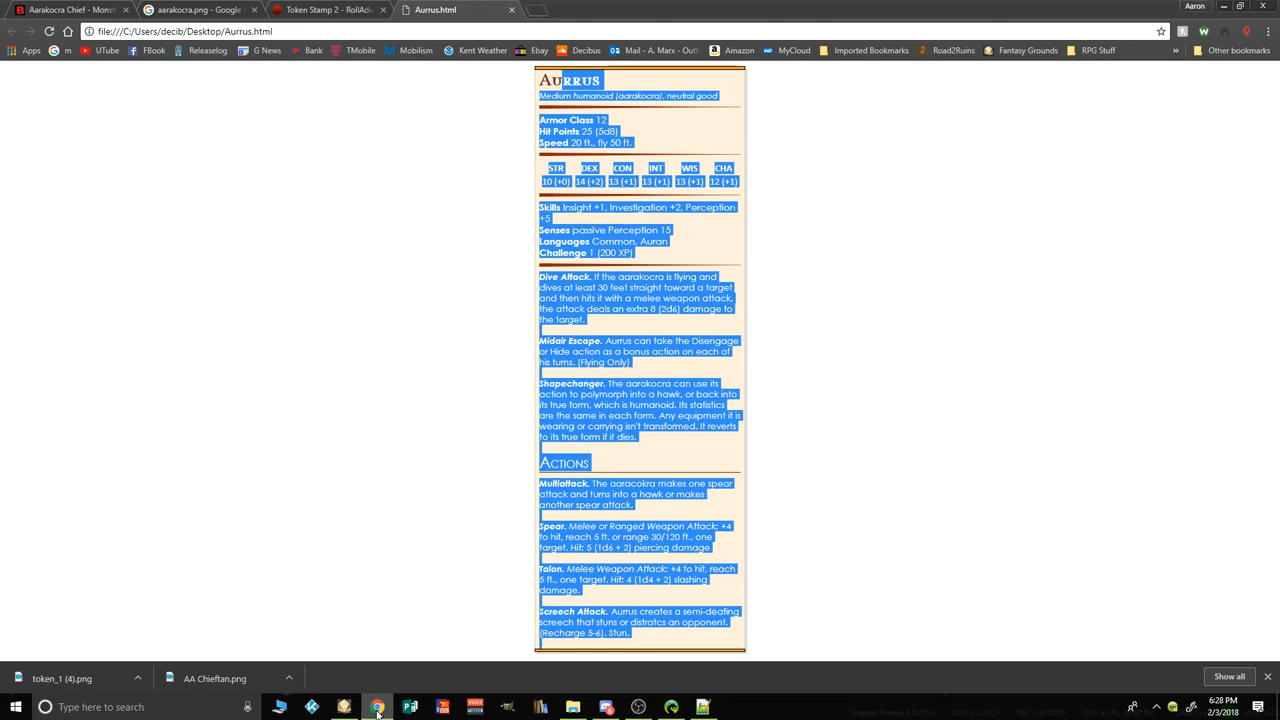 Aarakocra Chief - Monst
aarakocra.png - Google
Token Stamp 2 - RollAdv
Aurrus.html
Aaron
file:///C:/Users/decib/Desktop/Aurrus.html
Apps
UTube
FBook
Releaselog
G News
Bank
TMobile
Mobilism
Kent Weather
Ebay
Decibus
Mail - A. Marx - Out
Amazon
MyCloud
Imported Bookmarks
Road2Ruins
Fantasy Grounds
RPG Stuff
Other bookmarks
Aurrus
Medium humanoid (aarakocra), neutral good
Armor Class 12
Hit Points 25 (5d8)
Speed 20 ft., fly 50 ft.
STR DEX CON INT WIS CHA
10 (+0) 14 (+2) 13 (+1) 13 (+1) 13 (+1) 12 (+1)
Skills Insight +1, Investigation +2, Perception
+5
Senses passive Perception 15
Languages Common, Auran
Challenge 1 (200 XP)
Dive Attack. If the aarakocra is flying and
dives at least 30 feet straight toward a target
and then hits it with a melee weapon attack,
the attack deals an extra 8 (2d6) damage to
the target.
Midair Escape. Aurrus can take the Disengage
or Hide action as a bonus action on each of
his turns. (Flying Only)
Shapechanger. The aarokocra can use its
action to polymorph into a hawk, or back into
its true form, which is humanoid. Its statistics
are the same in each form. Any equipment it is
wearing or carrying isn't transformed. It reverts
to its true form if it dies.
Actions
Multiattack. The aaracokra makes one spear
attack and turns into a hawk or makes
another spear attack.
Spear. Melee or Ranged Weapon Attack: +4
to hit, reach 5 ft. or range 30/120 ft., one
target. Hit: 5 (1d6 + 2) piercing damage
Talon. Melee Weapon Attack: +4 to hit, reach
5 ft., one target. Hit: 4 (1d4 + 2) slashing
damage.
Screech Attack. Aurrus creates a semi-deafing
screech that stuns or distratcs an opponent.
(Recharge 5-6). Stun.
token_1 (4).png
AA Chieftan.png
Show all
Type here to search
6:28 PM
2/3/2018